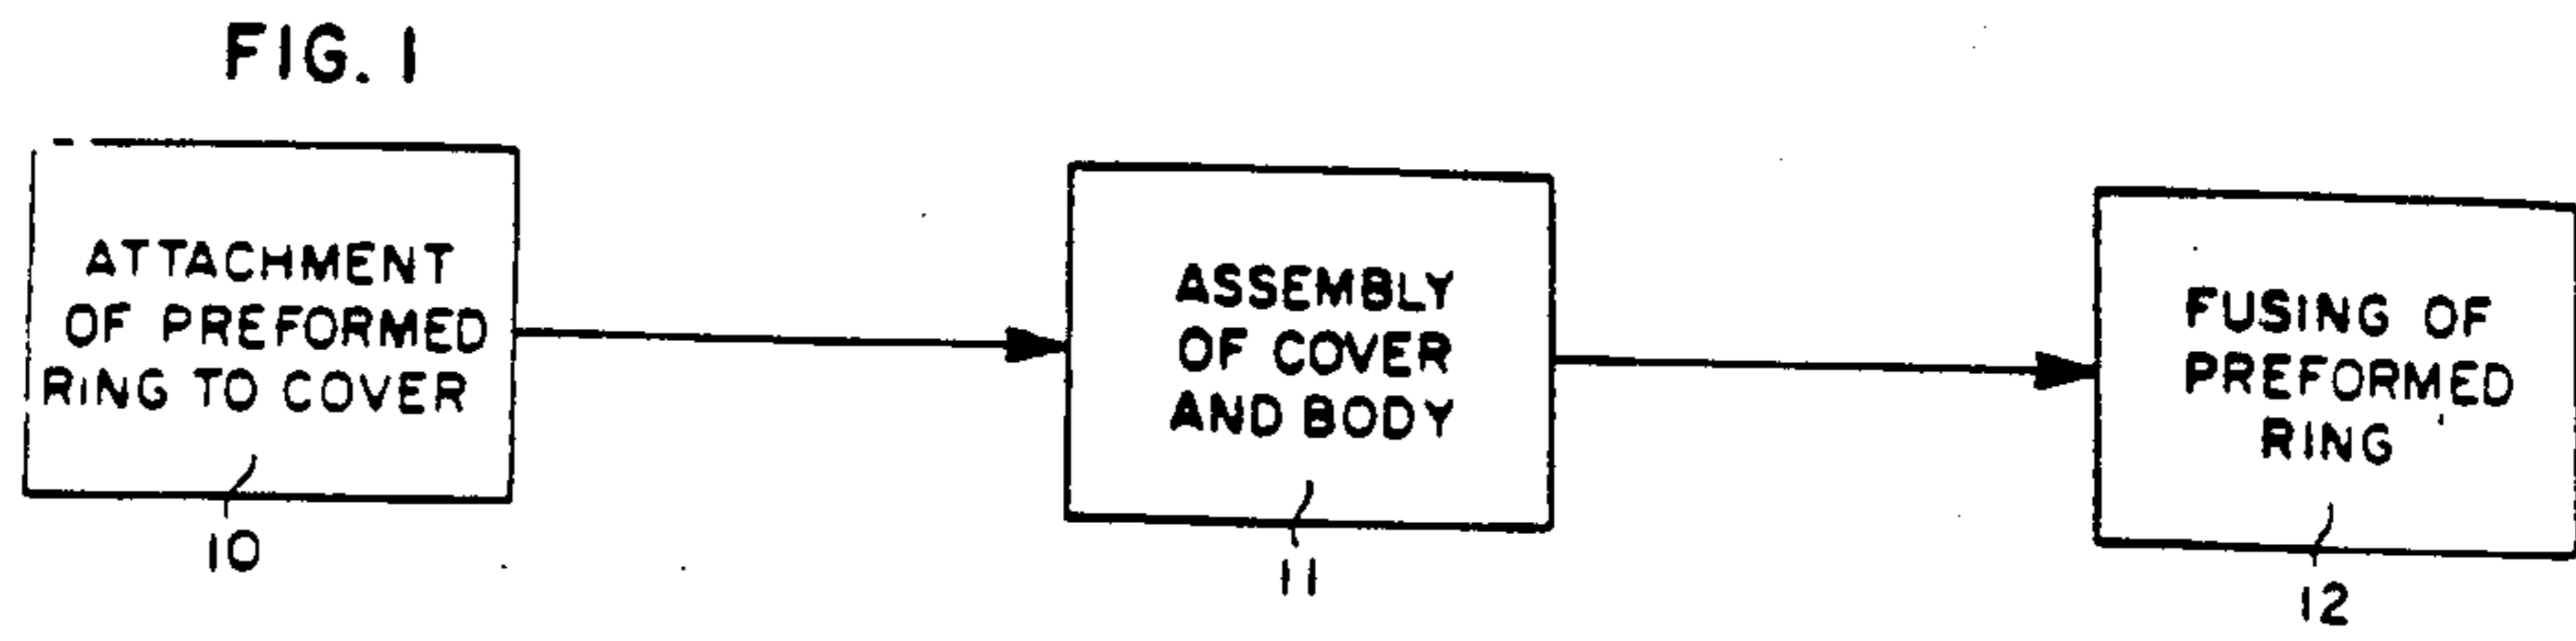 FIG. 1
ATTACHMENT
OF PREFORMED
RING TO COVER
10
ASSEMBLY
OF COVER
AND BODY
11
FUSING OF
PREFORMED
RING
12